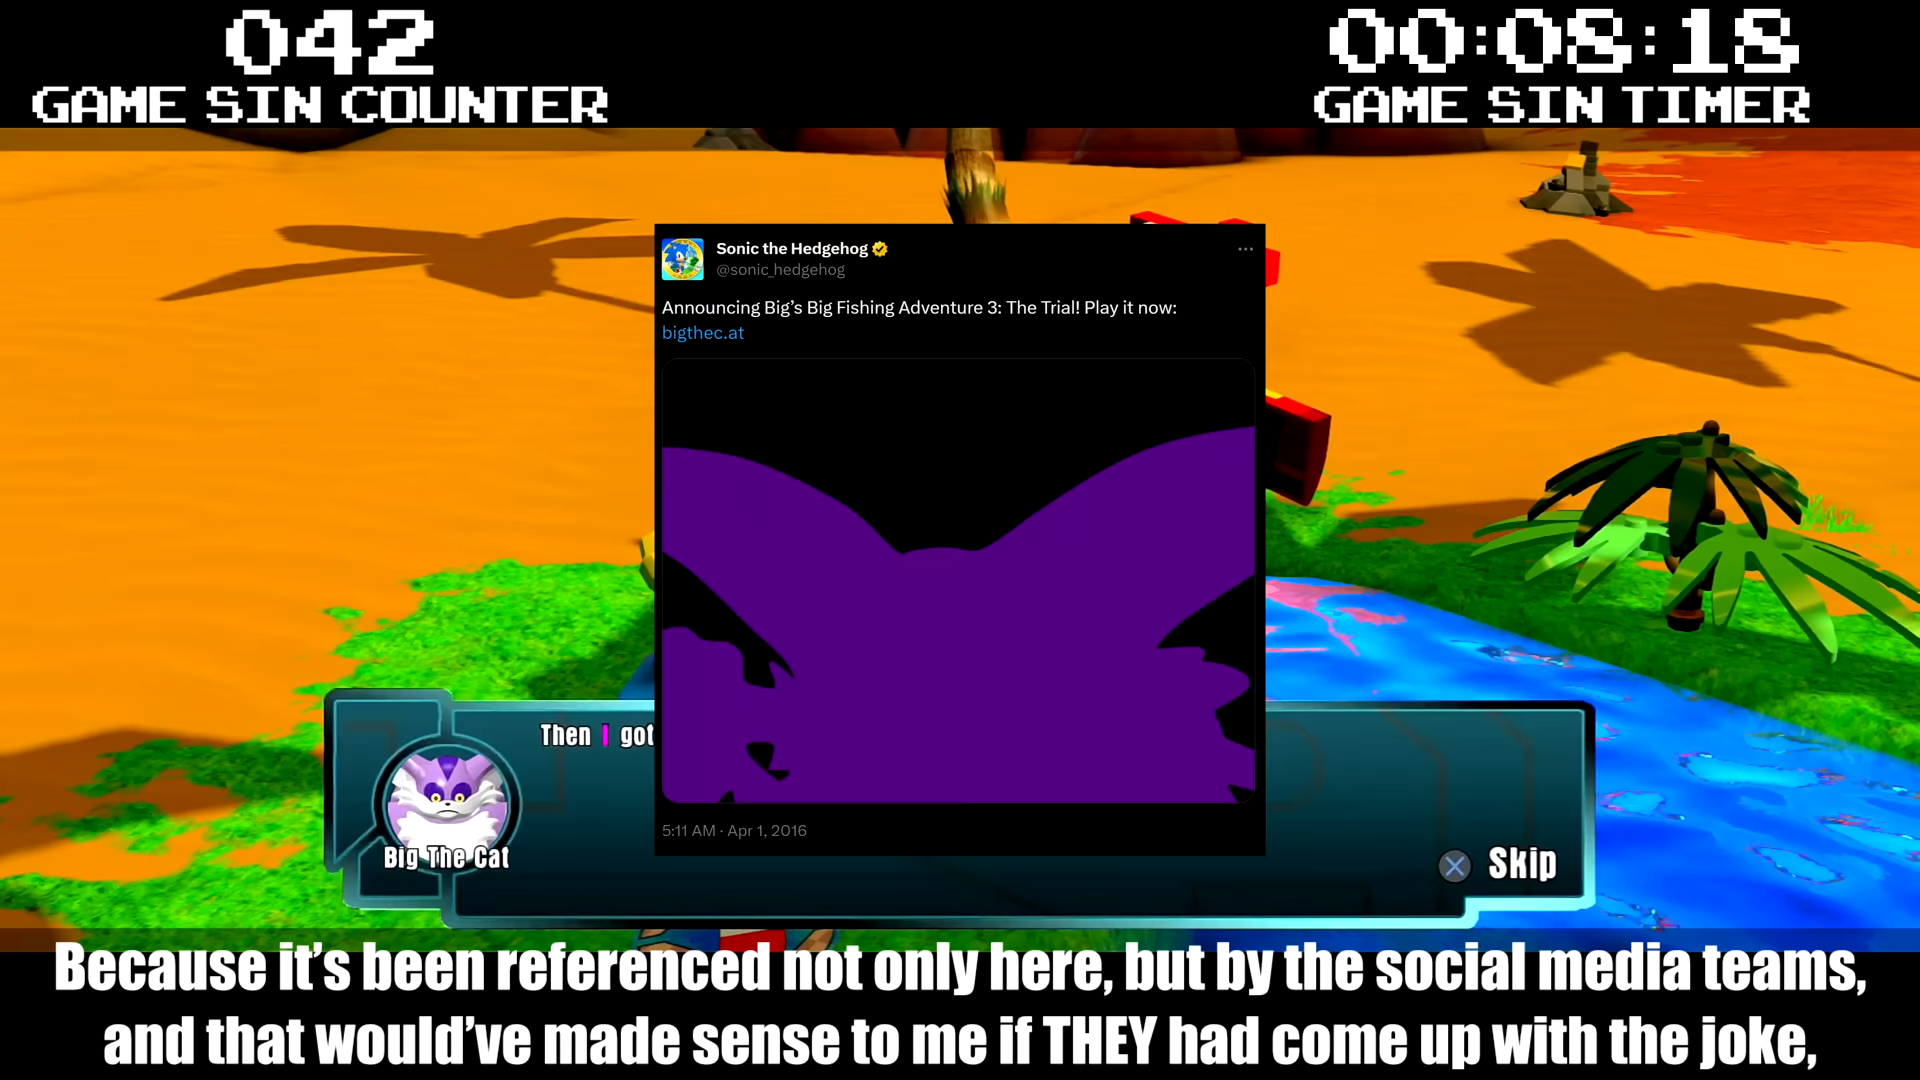 042
GAME SIN COUNTER
00:08:18
GAME SIN TIMER
Sonic the Hedgehog
@sonic_hedgehog
Announcing Big’s Big Fishing Adventure 3: The Trial! Play it now:
bigthec.at
5:11 AM · Apr 1, 2016
Then I got
Big The Cat
Skip
Because it’s been referenced not only here, but by the social media teams,
and that would’ve made sense to me if THEY had come up with the joke,